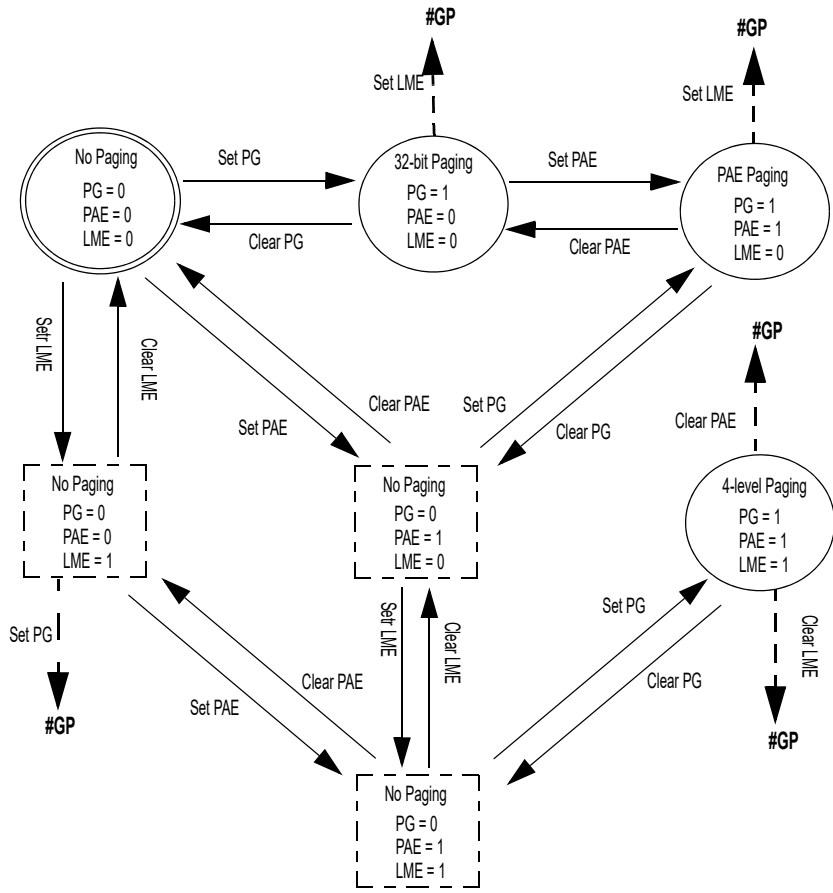 #GP
#GP
Set LME
Set LME
No Paging
PG = 0
PAE = 0
LME = 0
Set PG
Clear PG
32-bit Paging
PG = 1
PAE = 0
LME = 0
Set PAE
Clear PAE
PAE Paging
PG = 1
PAE = 1
LME = 0
Setr LME
Clear LME
Set PAE
Clear PAE
Set PG
Clear PG
#GP
Clear PAE
No Paging
PG = 0
PAE = 0
LME = 1
No Paging
PG = 0
PAE = 1
LME = 0
4-level Paging
PG = 1
PAE = 1
LME = 1
Set PG
#GP
Set PAE
Clear PAE
Setr LME
Clear LME
Set PG
Clear PG
Clear LME
#GP
No Paging
PG = 0
PAE = 1
LME = 1